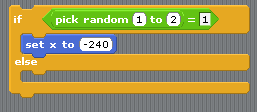 if pick random 1 to 2 = 1
set x to -240
else